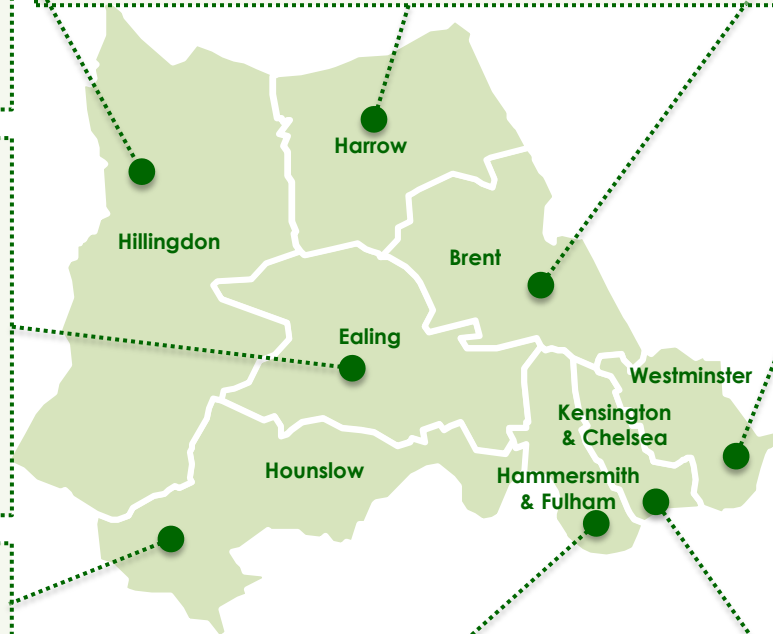 Harrow
Hillingdon
Brent
Ealing
Westminster
Kensington
& Chelsea
Hounslow
Hammersmith
& Fulham